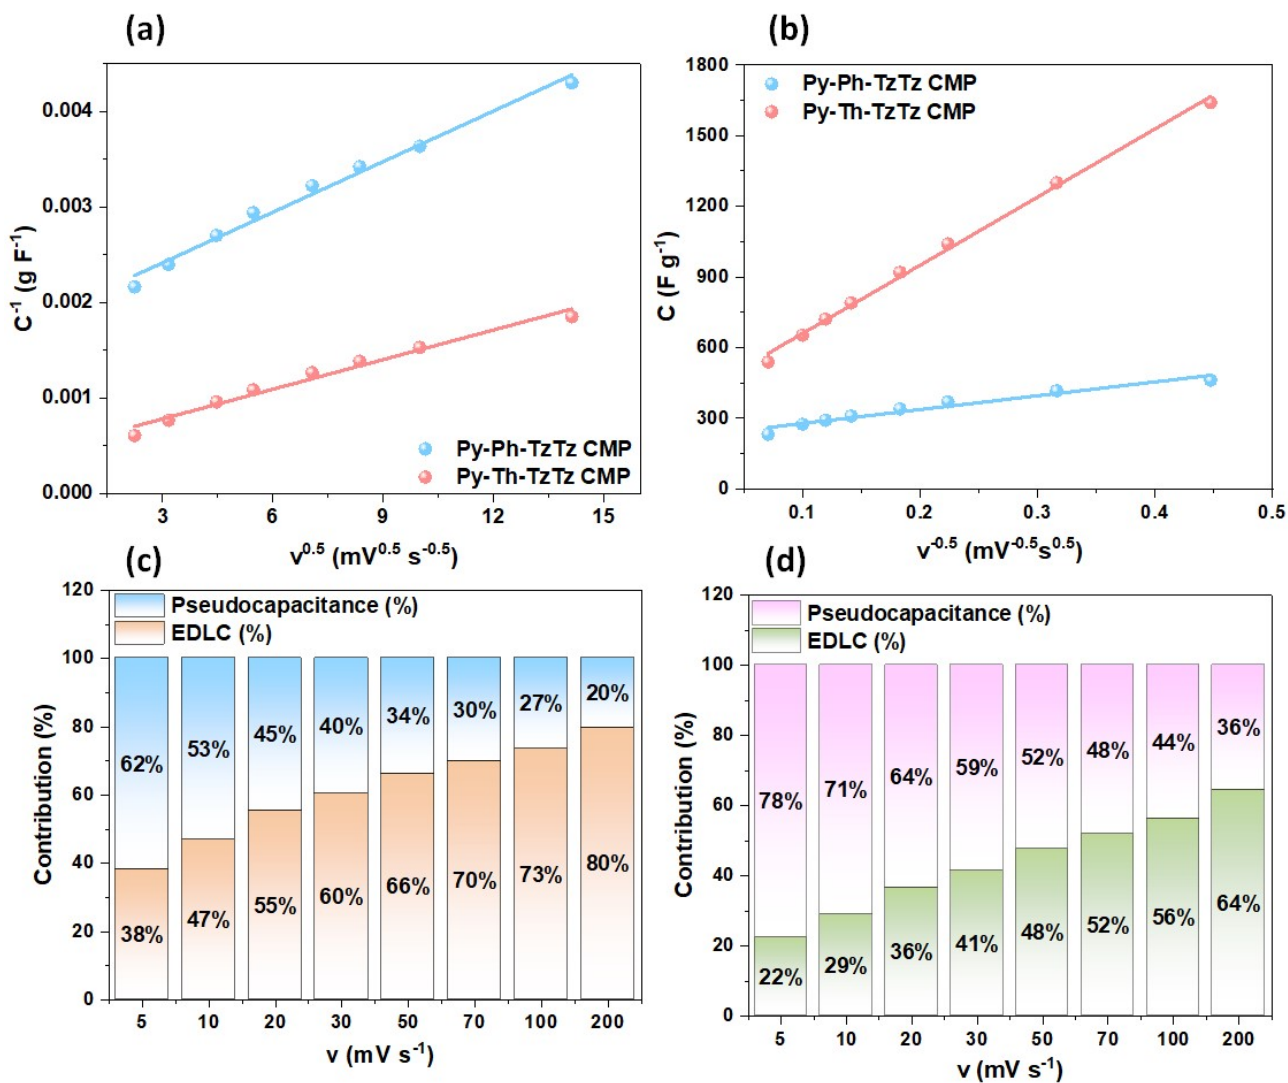 (a)
0.004
0.003
0.002
0.001
0.000
C⁻¹ (g F⁻¹)
Py-Ph-TzTz CMP
Py-Th-TzTz CMP
3 6 9 12 15
v⁰·⁵ (mV⁰·⁵ s⁻⁰·⁵)
(b)
1800
1500
1200
900
600
300
0
C (F g⁻¹)
Py-Ph-TzTz CMP
Py-Th-TzTz CMP
0.1 0.2 0.3 0.4 0.5
v⁻⁰·⁵ (mV⁻⁰·⁵s⁰·⁵)
(c)
120
100
80
60
40
20
0
Contribution (%)
Pseudocapacitance (%)
EDLC (%)
62% 53% 45% 40% 34% 30% 27% 20%
38% 47% 55% 60% 66% 70% 73% 80%
5 10 20 30 50 70 100 200
v (mV s⁻¹)
(d)
120
100
80
60
40
20
0
Contribution (%)
Pseudocapacitance (%)
EDLC (%)
78% 71% 64% 59% 52% 48% 44% 36%
22% 29% 36% 41% 48% 52% 56% 64%
5 10 20 30 50 70 100 200
v (mV s⁻¹)